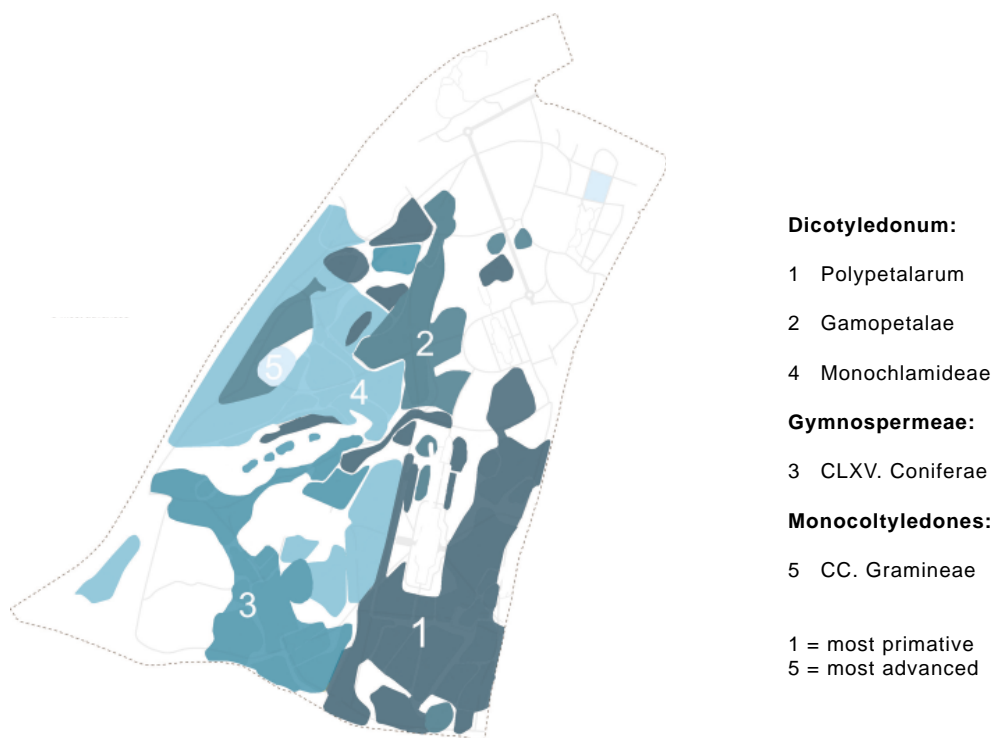 2
5
4
3
1
Dicotyledonum:
1 Polypetalarum
2 Gamopetalae
4 Monochlamideae
Gymnospermeae:
3 CLXV. Coniferae
Monocoltyledones:
5 CC. Gramineae
1 = most primative
5 = most advanced